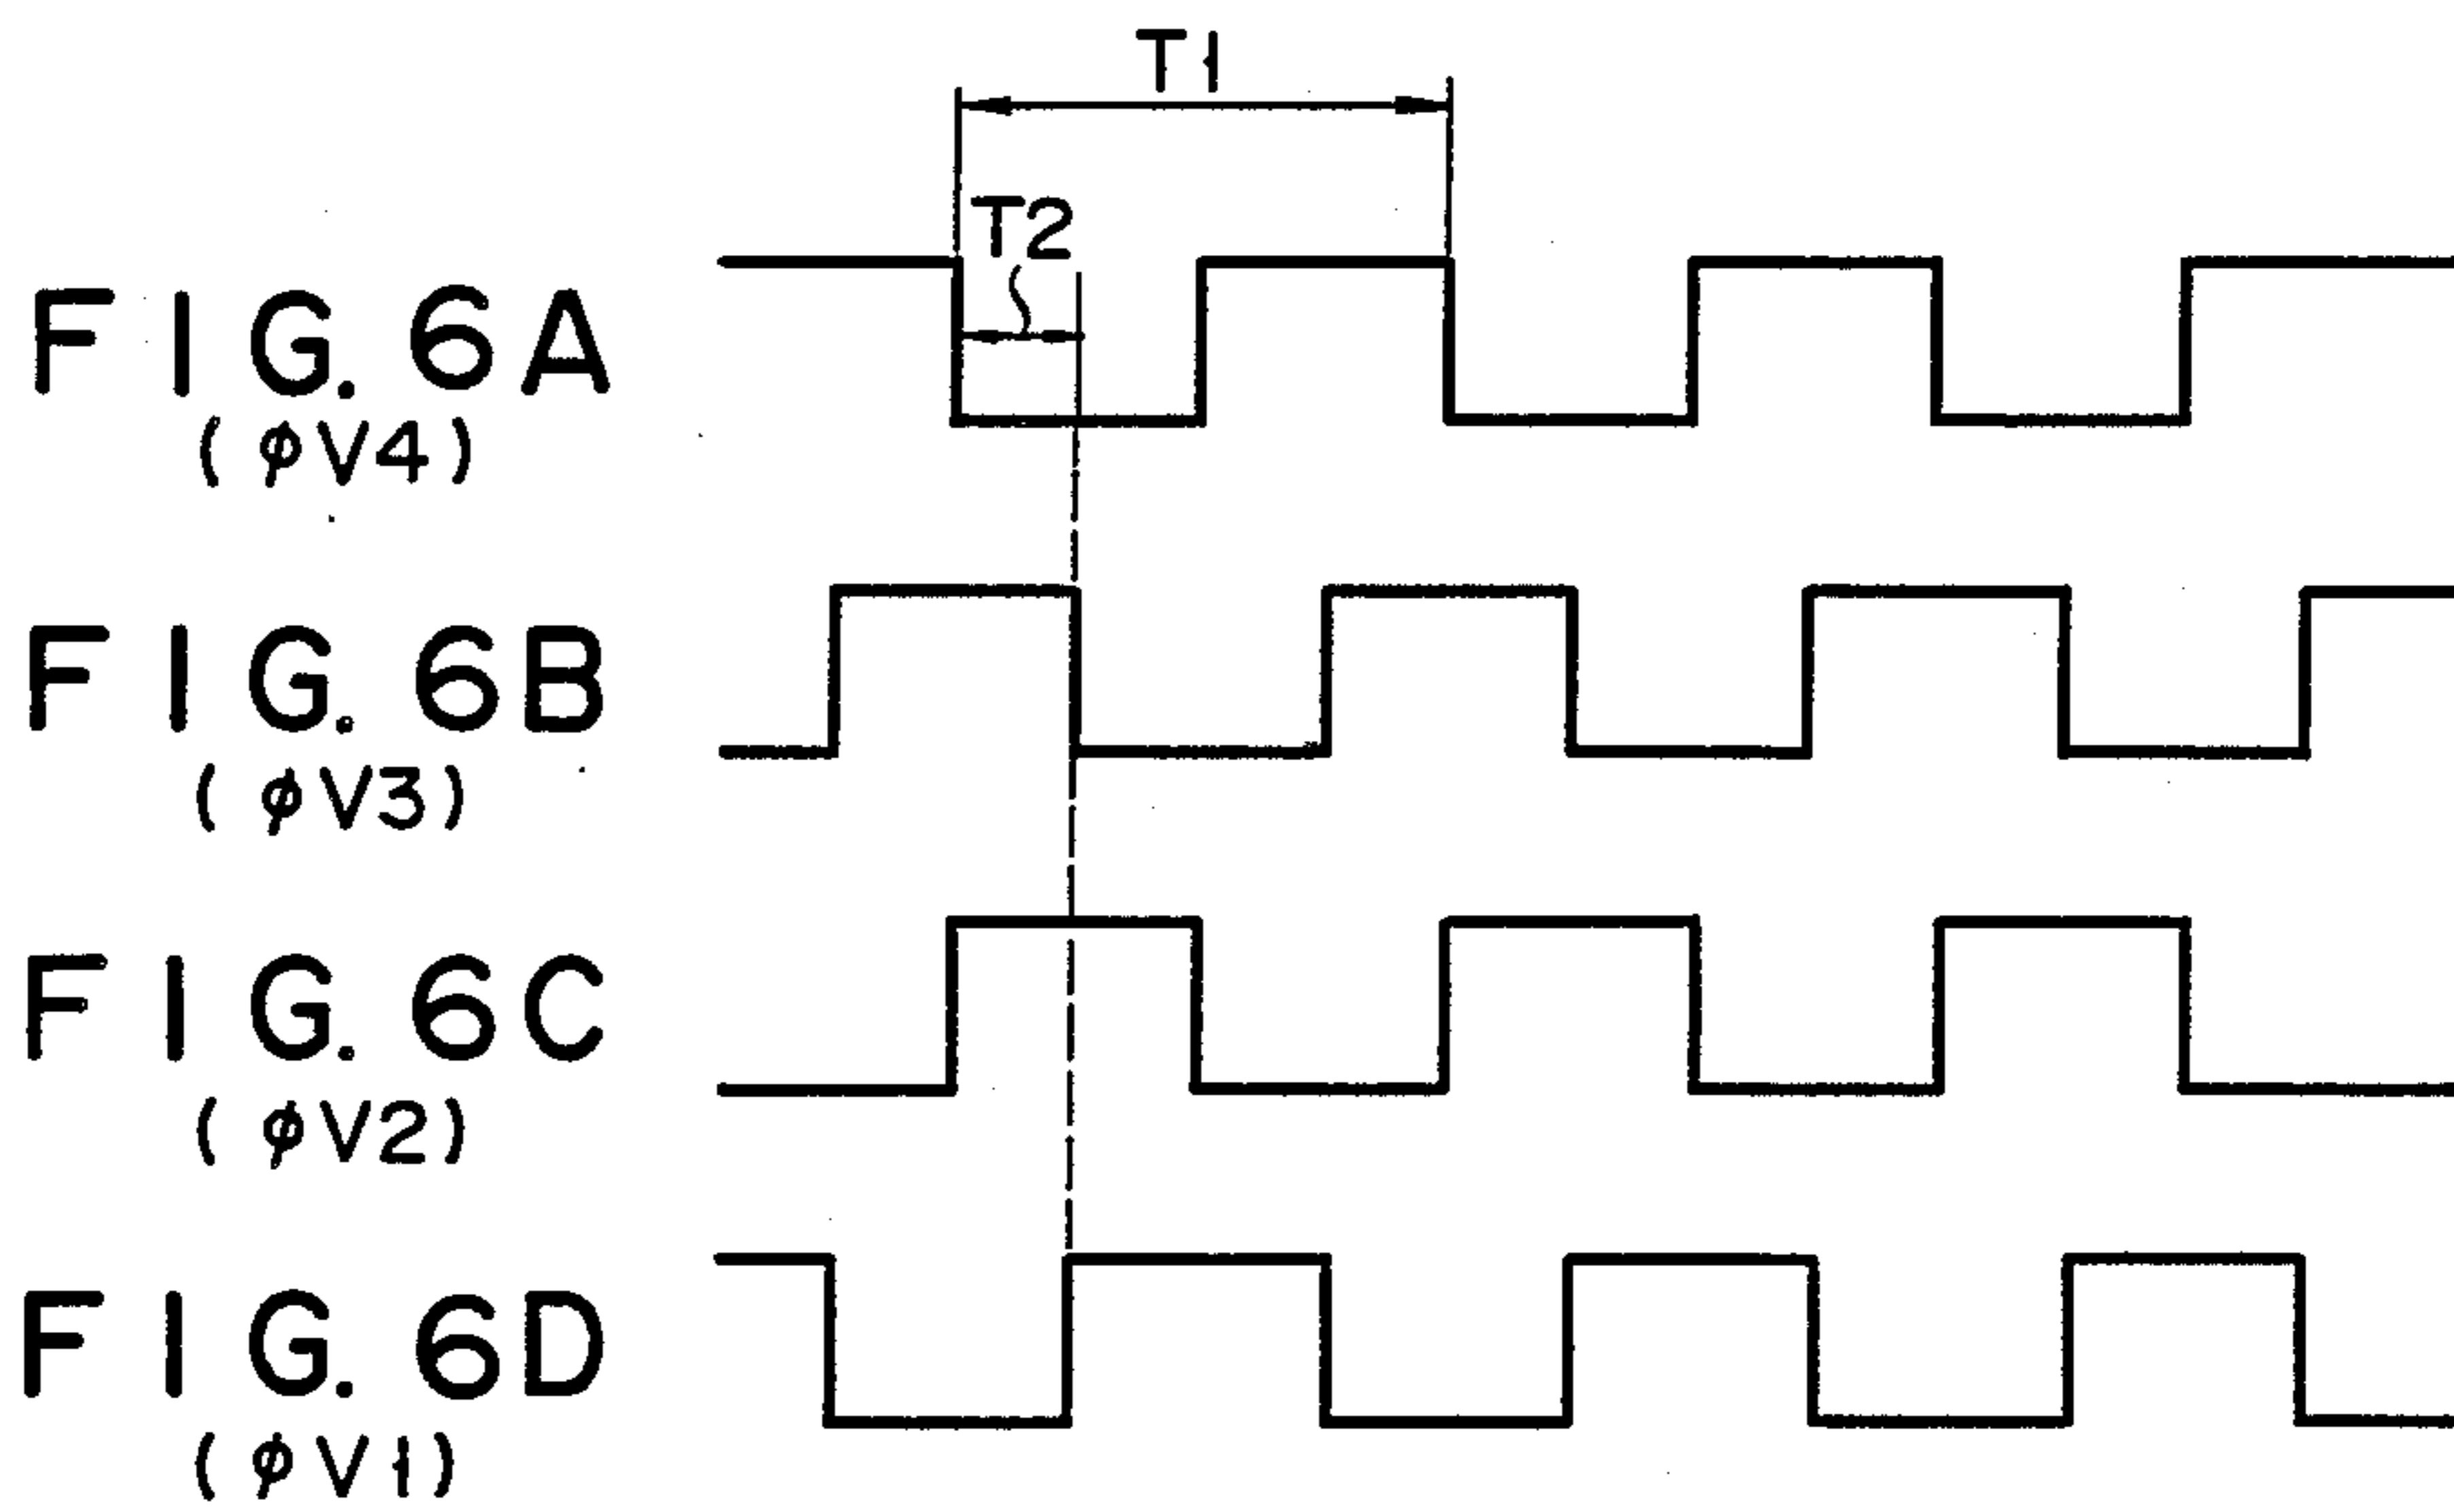 T1
T2
FIG. 6A
(φV4)
FIG. 6B
(φV3)
FIG. 6C
(φV2)
FIG. 6D
(φV1)